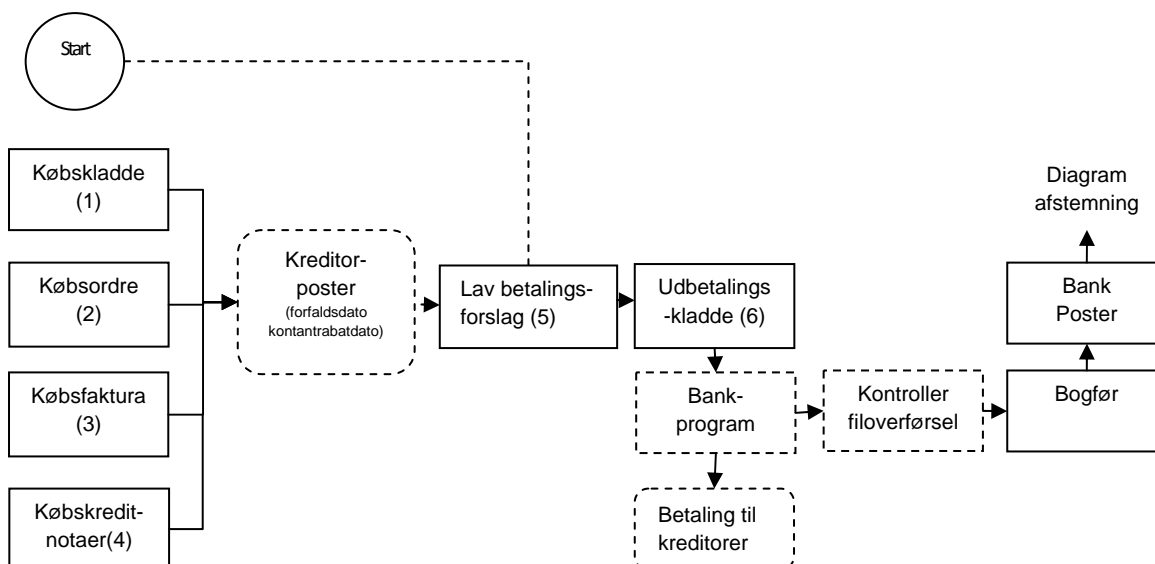 Start
Købskladde
(1)
Købsordre
(2)
Købsfaktura
(3)
Købskredit-
notaer(4)
Kreditor-
poster
(forfaldsdato
kontantrabatdato)
Lav betalings-
forslag (5)
Udbetalings
-kladde (6)
Bank-
program
Betaling til
kreditorer
Kontroller
filoverførsel
Bogfør
Bank
Poster
Diagram
afstemning